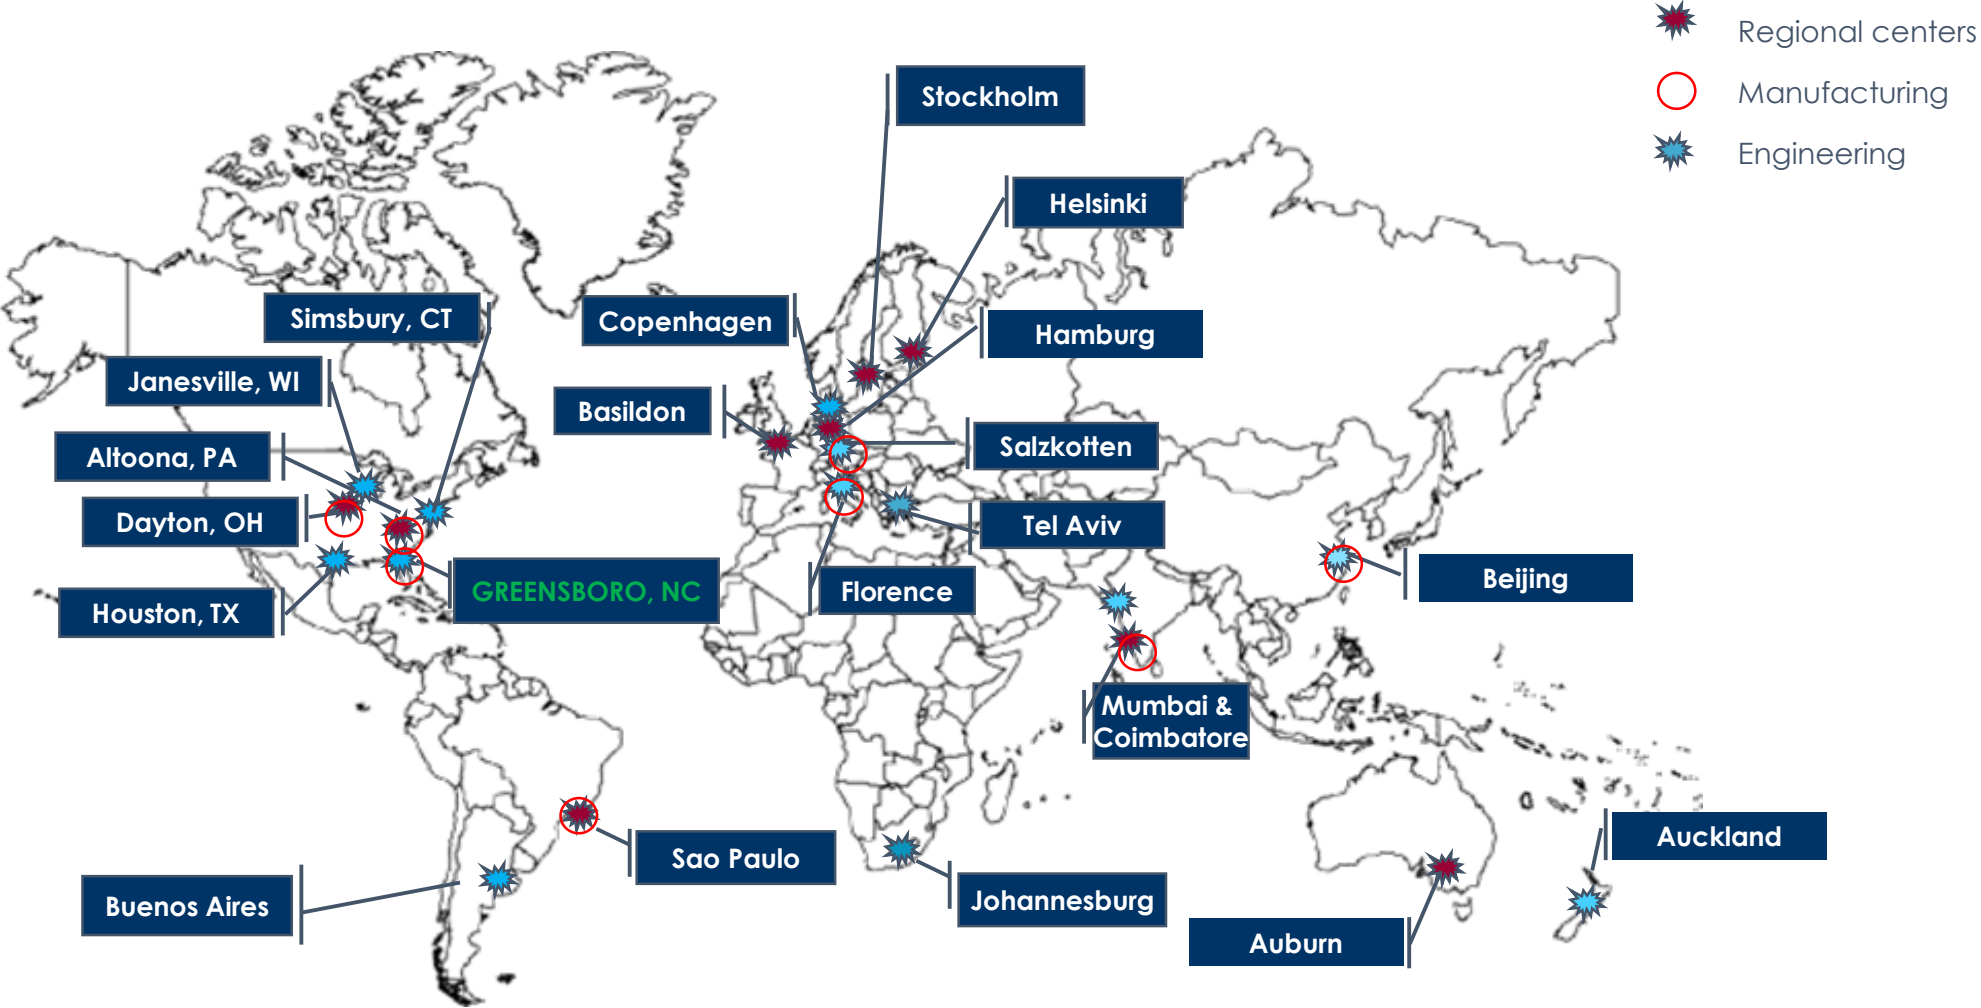 Regional centers
Manufacturing
Engineering
Stockholm
Helsinki
Simsbury, CT
Copenhagen
Hamburg
Janesville, WI
Basildon
Altoona, PA
Salzkotten
Dayton, OH
Tel Aviv
GREENSBORO, NC
Florence
Beijing
Houston, TX
Mumbai &
Coimbatore
Sao Paulo
Auckland
Buenos Aires
Johannesburg
Auburn